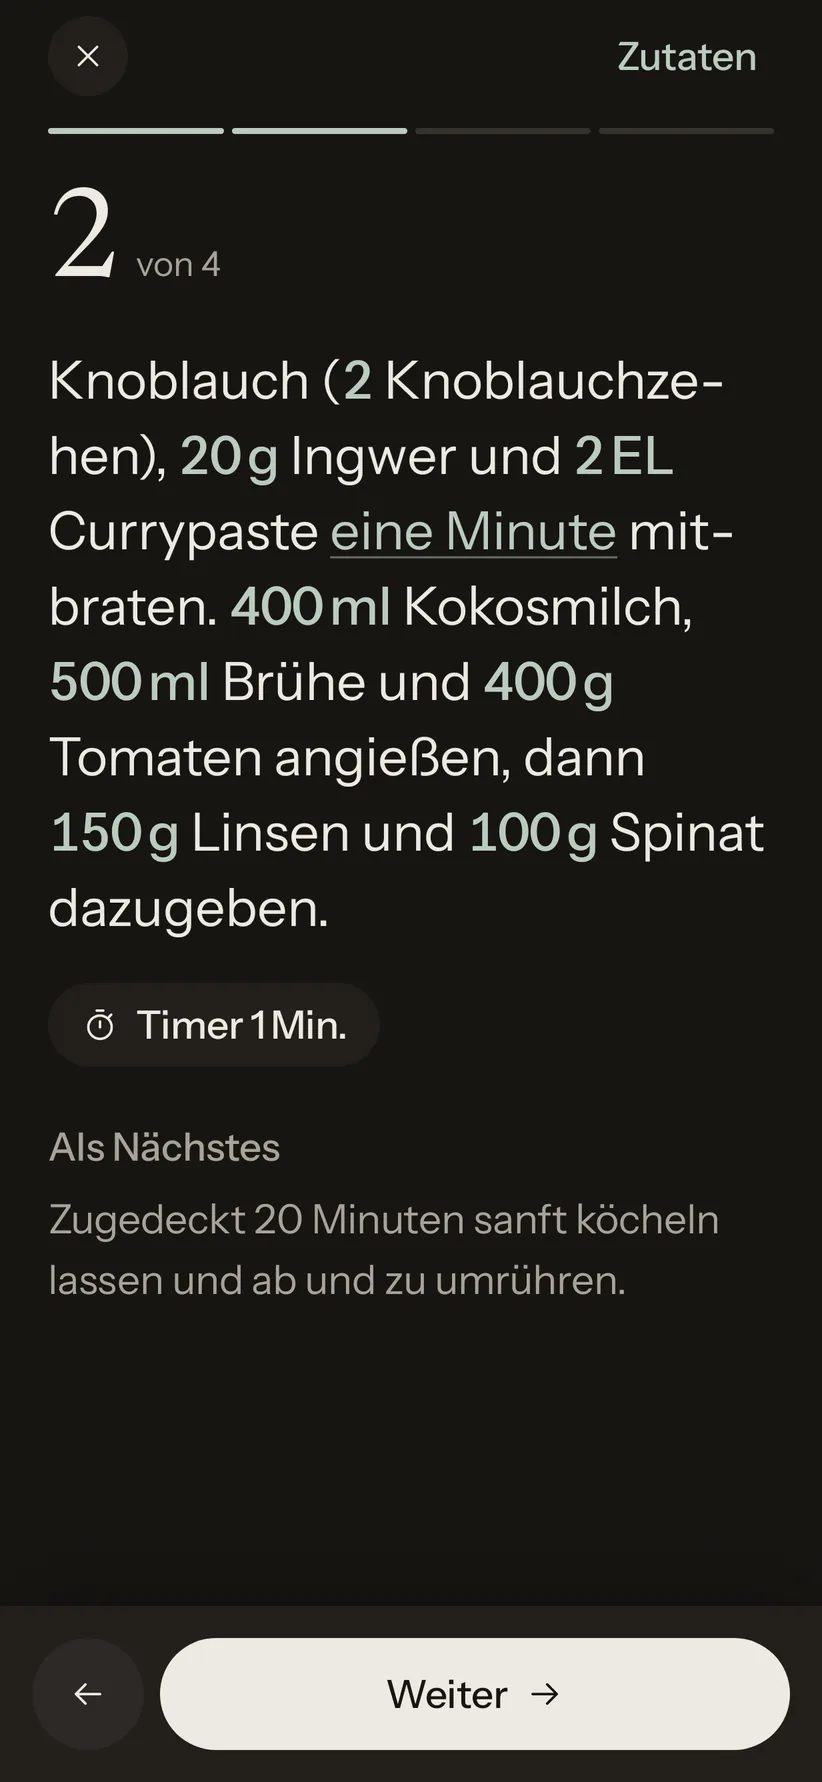 Zutaten
2 von 4
Knoblauch (2 Knoblauchze-
hen), 20 g Ingwer und 2 EL
Currypaste eine Minute mit-
braten. 400 ml Kokosmilch,
500 ml Brühe und 400 g
Tomaten angießen, dann
150 g Linsen und 100 g Spinat
dazugeben.
Timer 1 Min.
Als Nächstes
Zugedeckt 20 Minuten sanft köcheln
lassen und ab und zu umrühren.
Weiter →